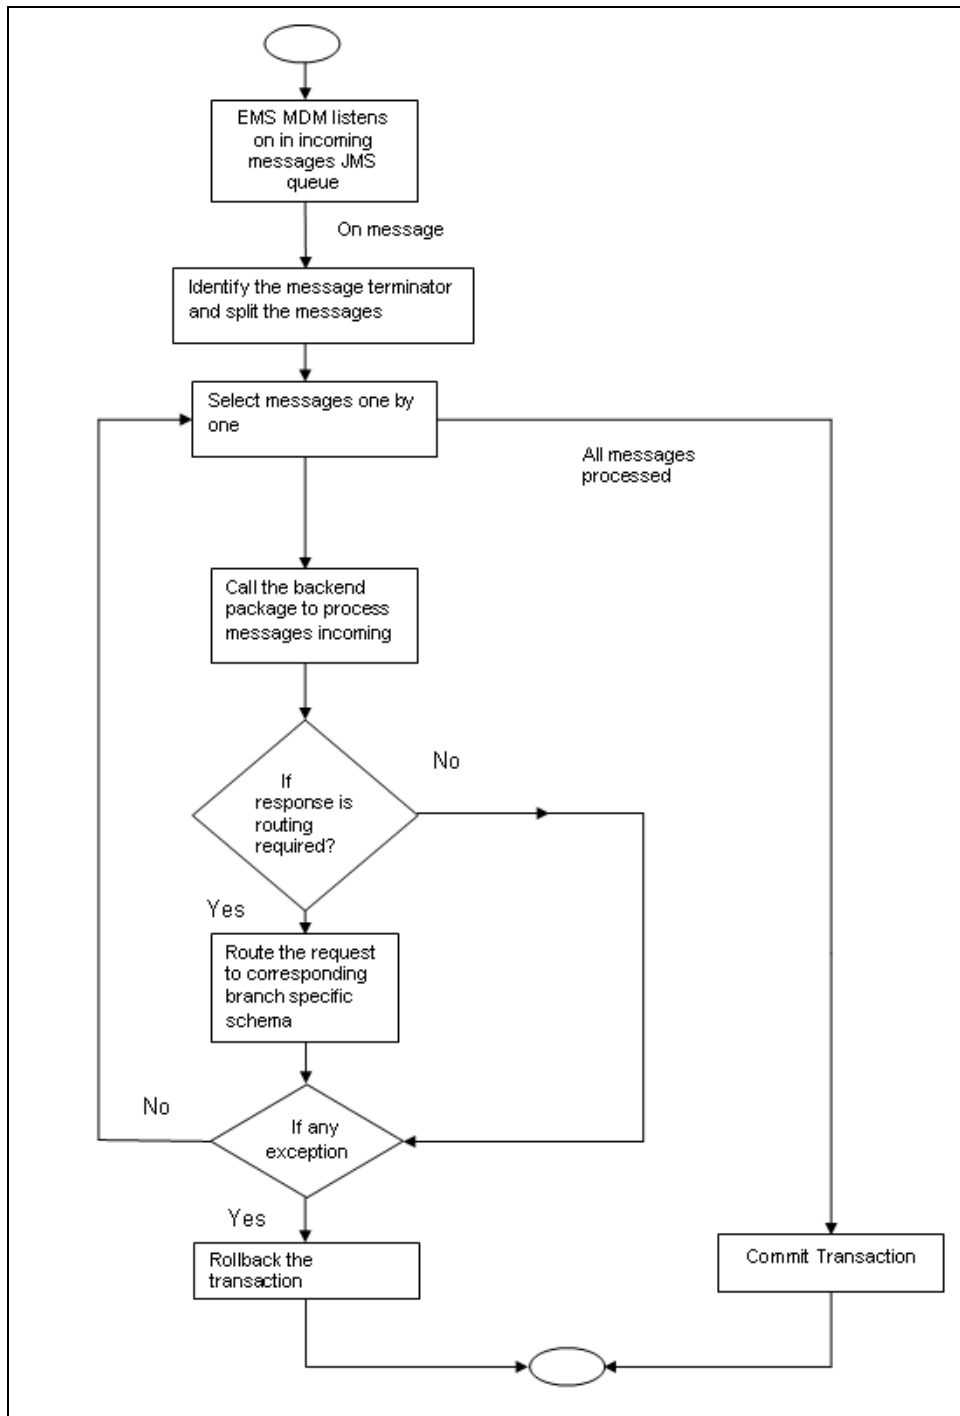 EMS MDM listens
on in incoming
messages JMS
queue
On message
Identify the message terminator
and split the messages
Select messages one by
one
All messages
processed
Call the backend
package to process
messages incoming
If
response is
routing
required?
No
Yes
Route the request
to corresponding
branch specific
schema
If any
exception
No
Yes
Rollback the
transaction
Commit Transaction